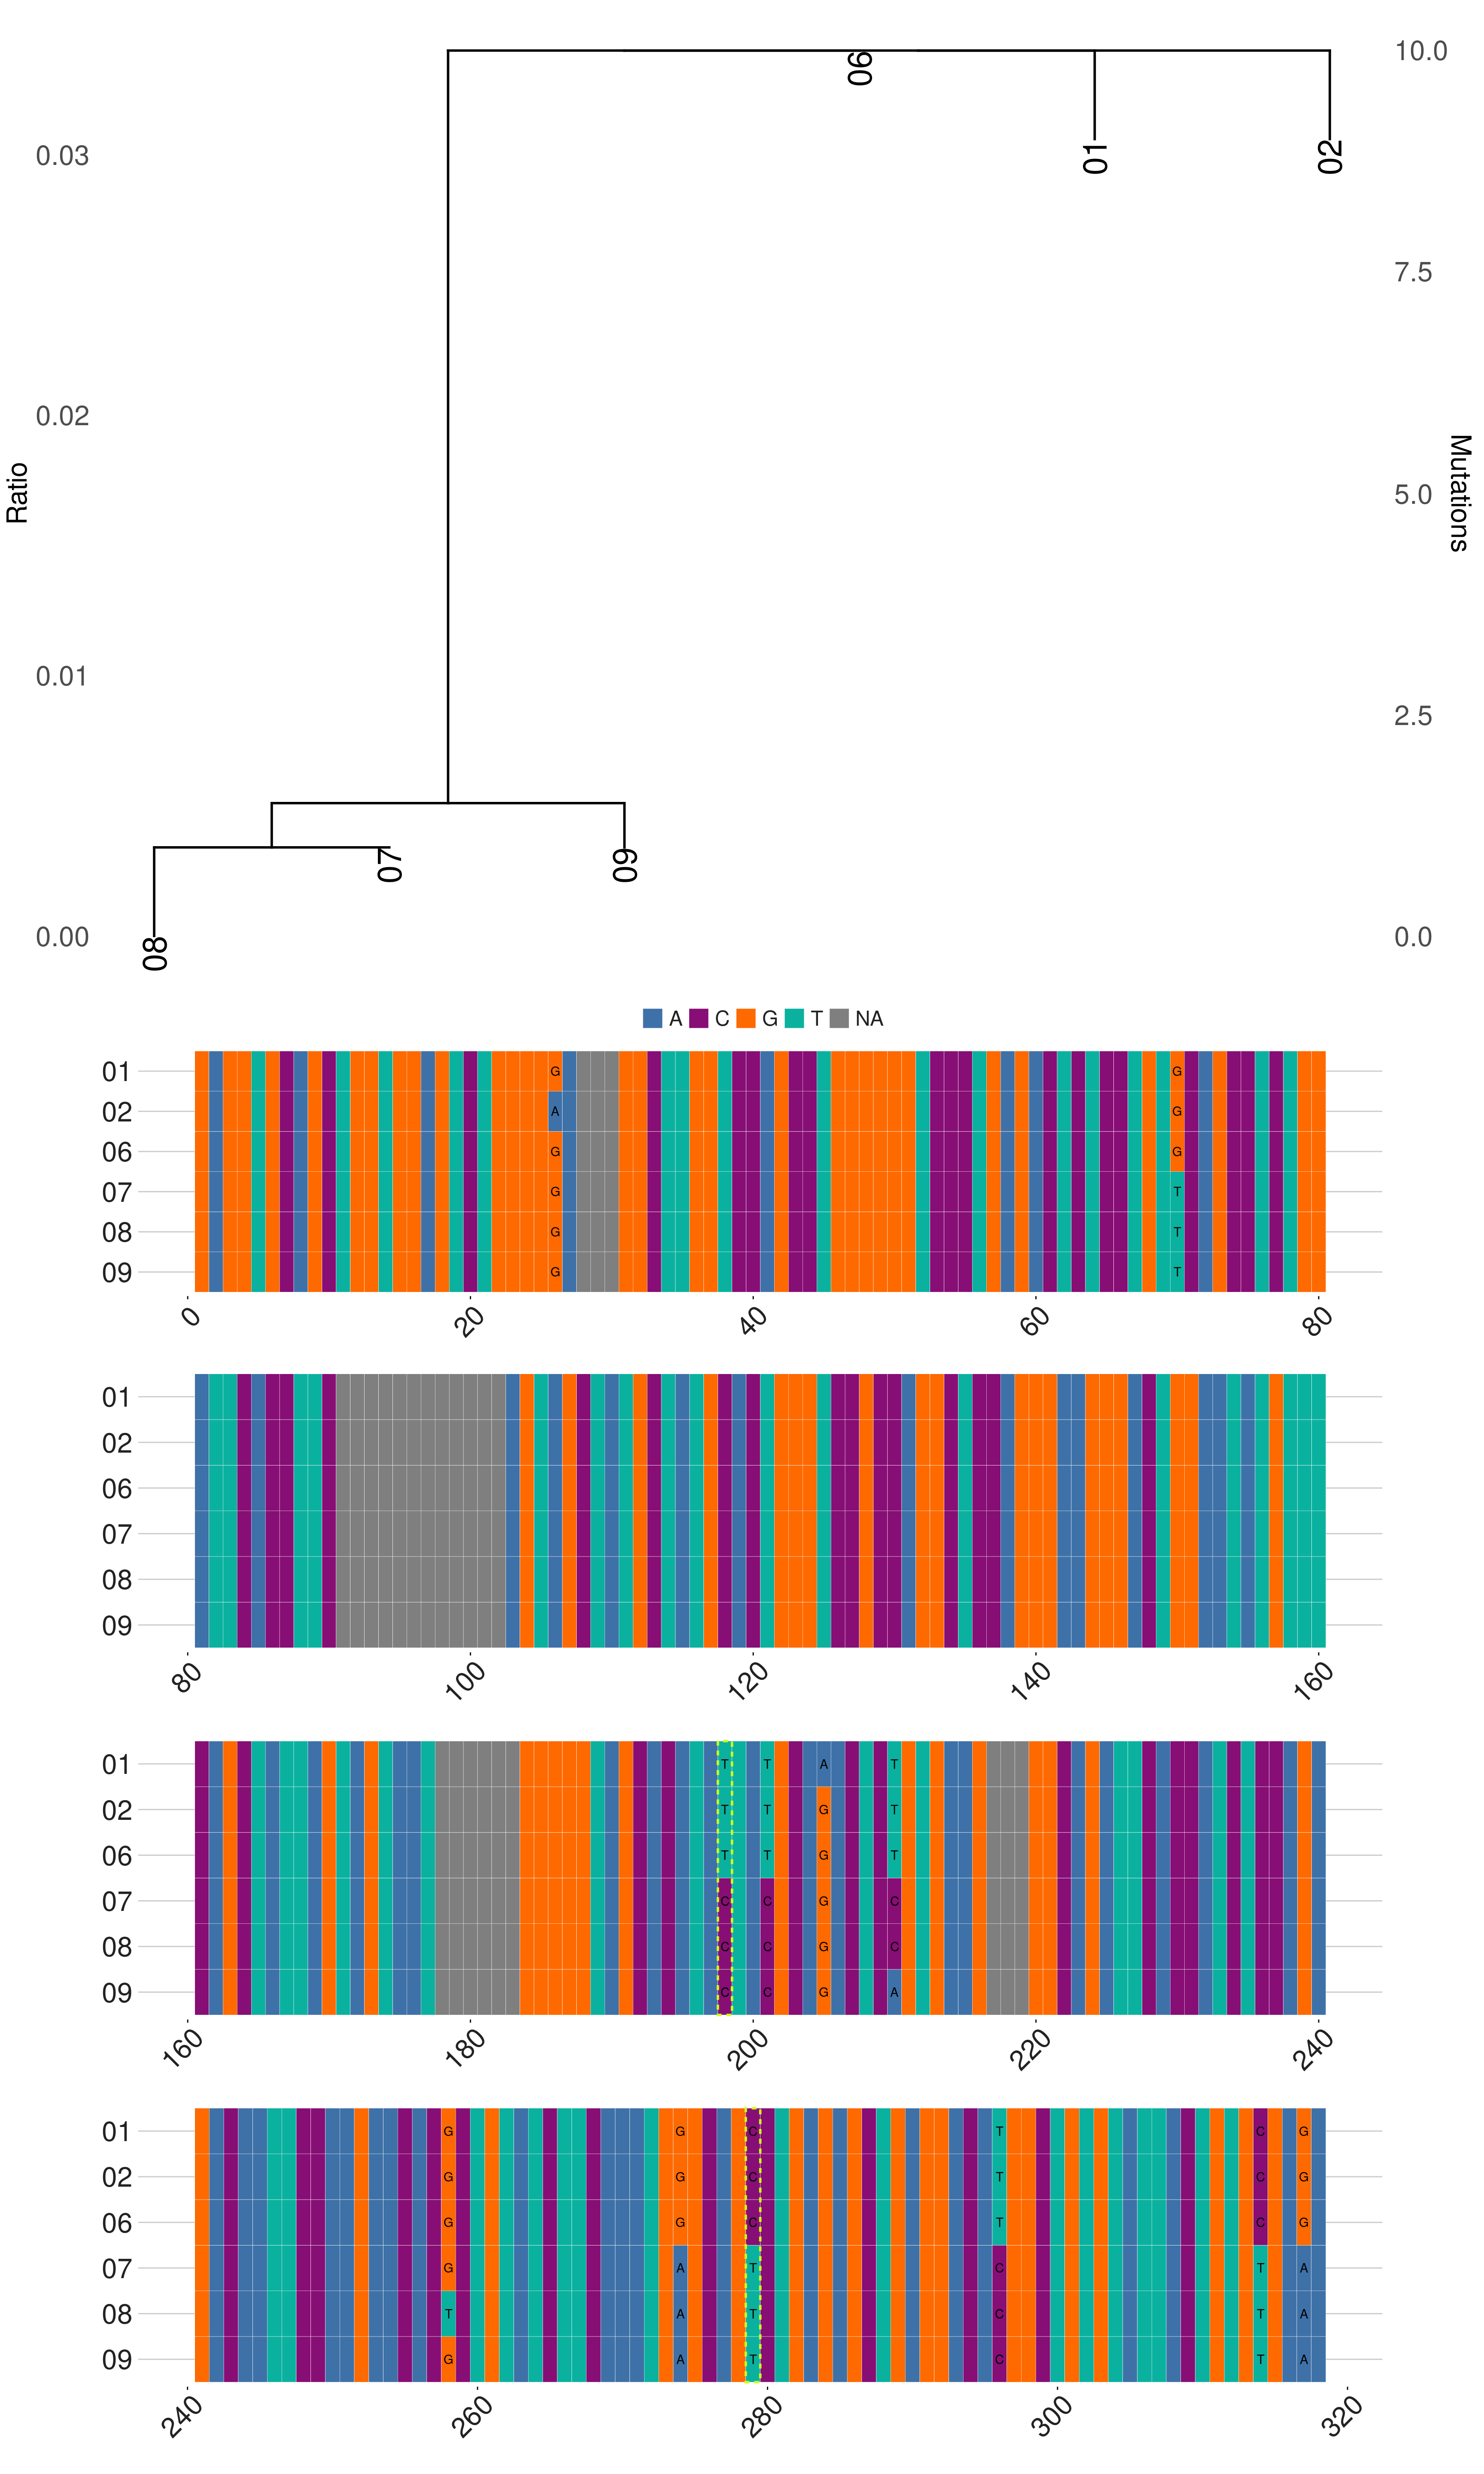 10.0
06
01
02
0.03
7.5
0.02
Ratio
5.0
Mutations
0.01
2.5
07
09
0.00
0.0
08
A C G T NA
01 G G
02 A G
06 G G
07 G T
08 G T
09 G T
0 20 40 60 80
01
02
06
07
08
09
80 100 120 140 160
01 T T A T
02 T T G T
06 T T G T
07 C C G C
08 C C G C
09 C C G A
160 180 200 220 240
01 G G C T C G
02 G G C T C G
06 G G C T C G
07 G A T C T A
08 T A T C T A
09 G A T C T A
240 260 280 300 320